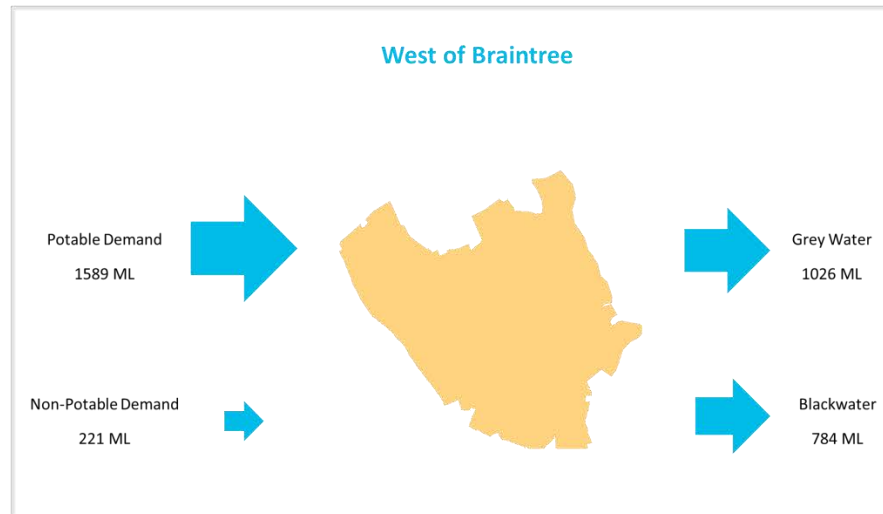 West of Braintree
Potable Demand
1589 ML
Grey Water
1026 ML
Non-Potable Demand
221 ML
Blackwater
784 ML